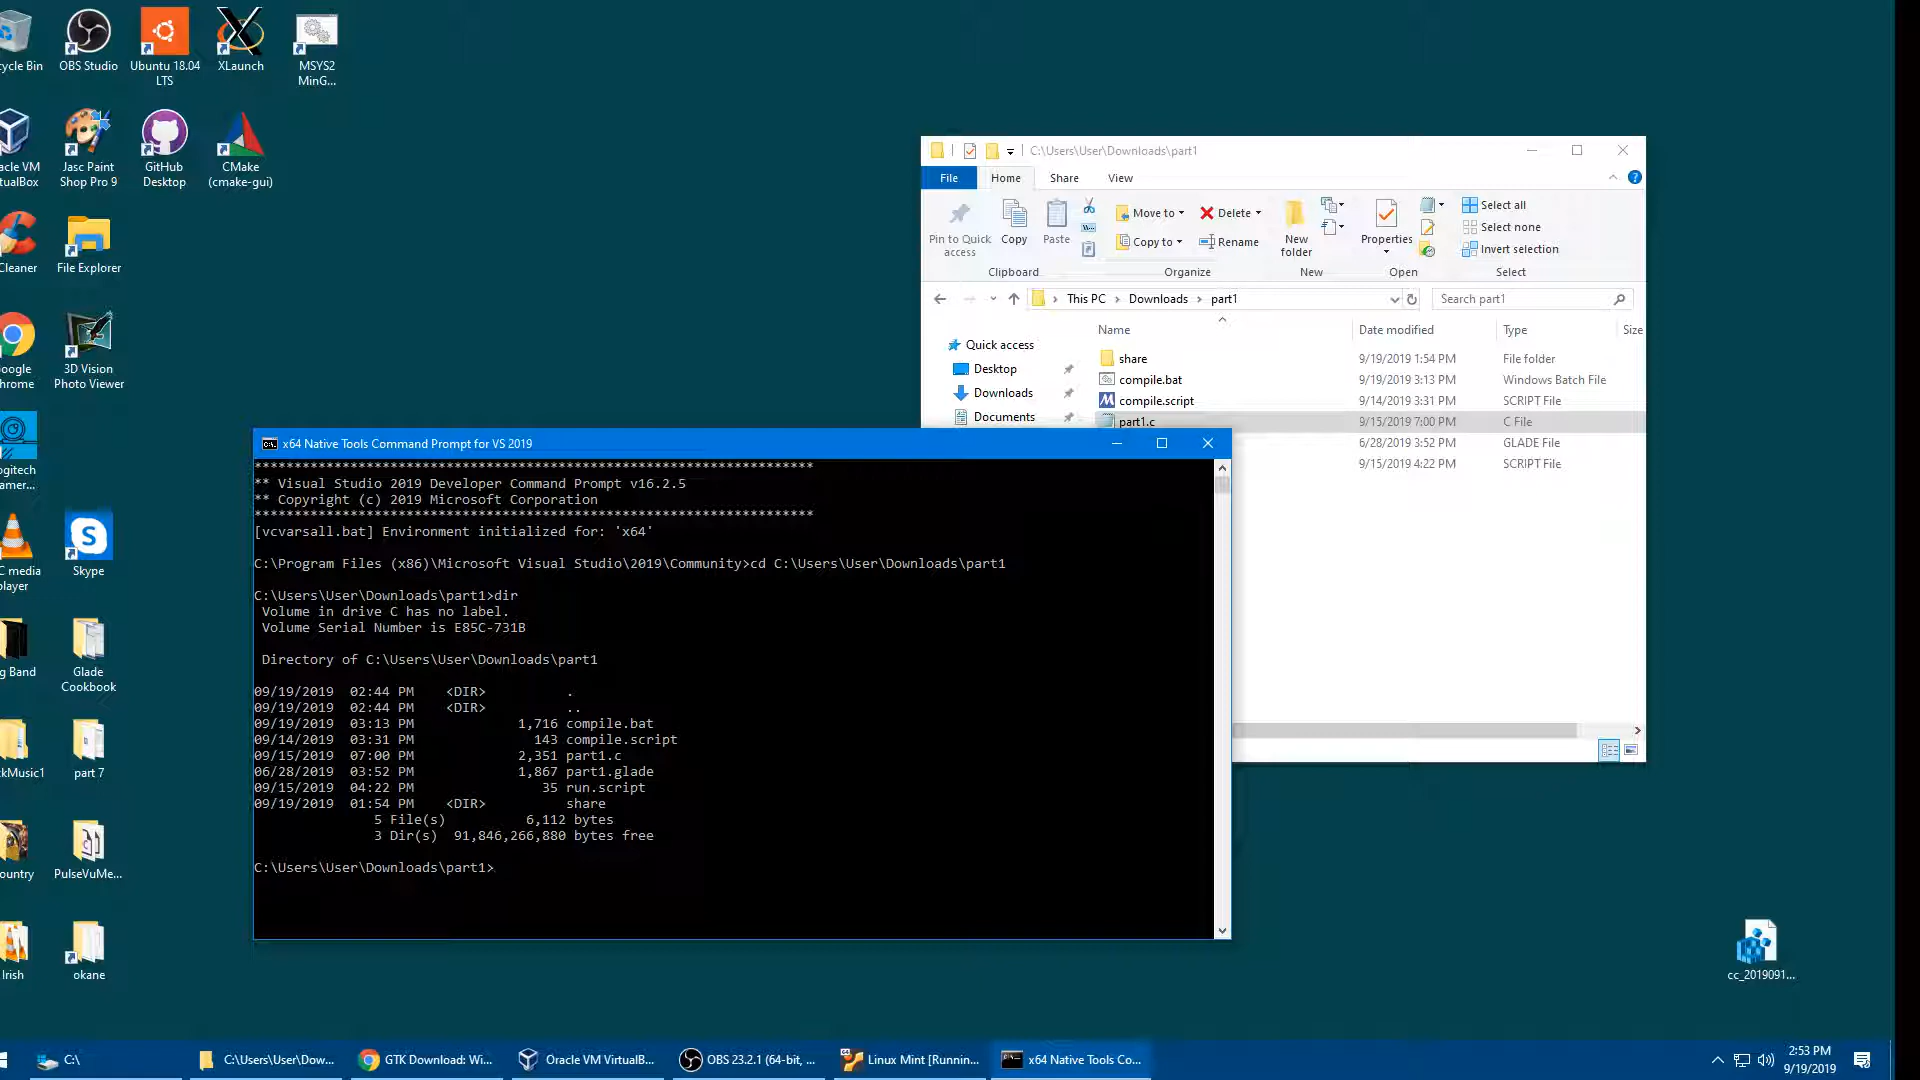 cycle Bin
OBS Studio
Ubuntu 18.04
LTS
XLaunch
MSYS2
MinG...
acle VM
rtualBox
Jasc Paint
Shop Pro 9
GitHub
Desktop
CMake
(cmake-gui)
Cleaner
File Explorer
oogle
hrome
3D Vision
Photo Viewer
ogitech
amer...
C media
player
Skype
g Band
Glade
Cookbook
kMusic1
part 7
ountry
PulseVuMe...
Irish
okane
cc_2019091...
C:\Users\User\Downloads\part1
File
Home
Share
View
Pin to Quick
access
Copy
Paste
Move to
Copy to
Delete
Rename
New
folder
Properties
Select all
Select none
Invert selection
Clipboard
Organize
New
Open
Select
This PC
Downloads
part1
Search part1
Name
Date modified
Type
Size
Quick access
Desktop
Downloads
Documents
share 9/19/2019 1:54 PM File folder
compile.bat 9/19/2019 3:13 PM Windows Batch File
compile.script 9/14/2019 3:31 PM SCRIPT File
part1.c 9/15/2019 7:00 PM C File
6/28/2019 3:52 PM GLADE File
9/15/2019 4:22 PM SCRIPT File
x64 Native Tools Command Prompt for VS 2019
**********************************************************************
** Visual Studio 2019 Developer Command Prompt v16.2.5
** Copyright (c) 2019 Microsoft Corporation
**********************************************************************
[vcvarsall.bat] Environment initialized for: 'x64'
C:\Program Files (x86)\Microsoft Visual Studio\2019\Community>cd C:\Users\User\Downloads\part1
C:\Users\User\Downloads\part1>dir
Volume in drive C has no label.
Volume Serial Number is E85C-731B
Directory of C:\Users\User\Downloads\part1
09/19/2019 02:44 PM <DIR> .
09/19/2019 02:44 PM <DIR> ..
09/19/2019 03:13 PM 1,716 compile.bat
09/14/2019 03:31 PM 143 compile.script
09/15/2019 07:00 PM 2,351 part1.c
06/28/2019 03:52 PM 1,867 part1.glade
09/15/2019 04:22 PM 35 run.script
09/19/2019 01:54 PM <DIR> share
5 File(s) 6,112 bytes
3 Dir(s) 91,846,266,880 bytes free
C:\Users\User\Downloads\part1>
C:\
C:\Users\User\Dow...
GTK Download: Wi...
Oracle VM VirtualB...
OBS 23.2.1 (64-bit, ...
Linux Mint [Runnin...
x64 Native Tools Co...
2:53 PM
9/19/2019